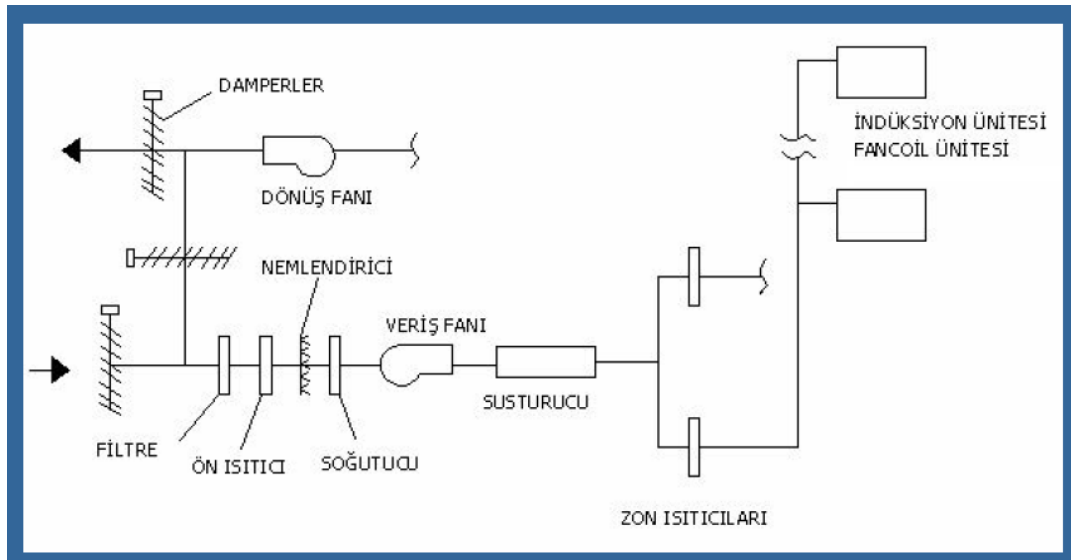 DAMPERLER
İNDÜKSİYON ÜNİTESİ
FANCOİL ÜNİTESİ
DÖNÜŞ FANI
NEMLENDİRİCİ
VERİŞ FANI
SUSTURUCU
FİLTRE
ÖN ISITICI
SOĞUTUCU
ZON ISITICILARI